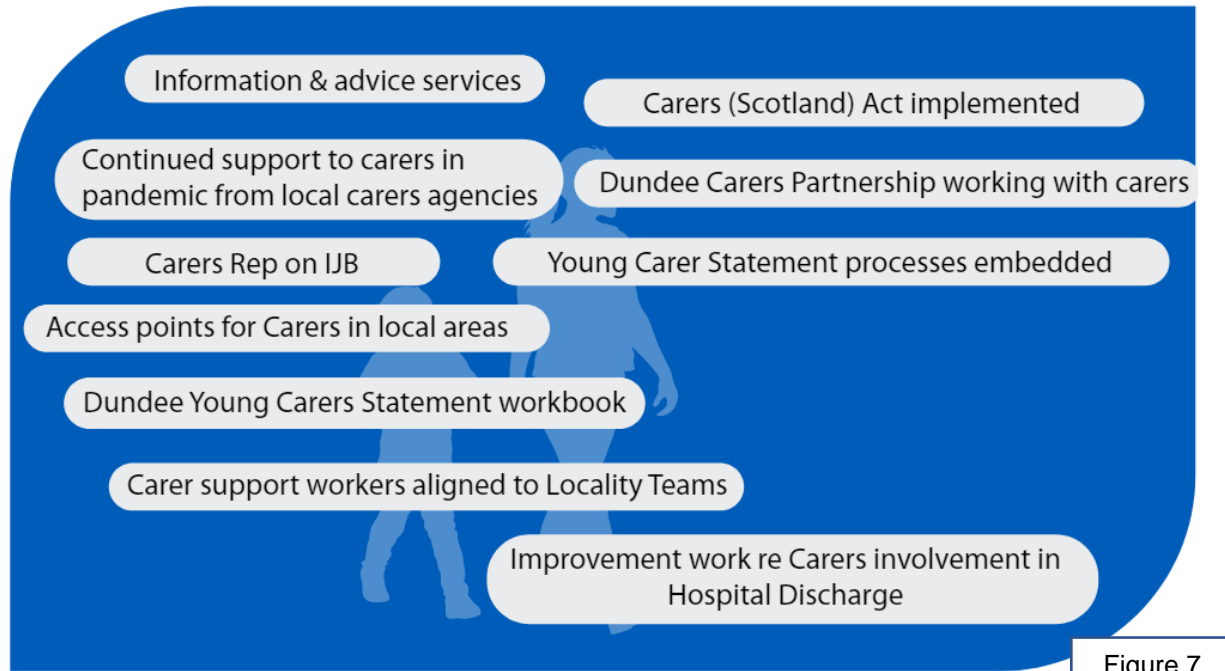 Information & advice services
Carers (Scotland) Act implemented
Continued support to carers in
pandemic from local carers agencies
Dundee Carers Partnership working with carers
Carers Rep on IJB
Young Carer Statement processes embedded
Access points for Carers in local areas
Dundee Young Carers Statement workbook
Carer support workers aligned to Locality Teams
Improvement work re Carers involvement in
Hospital Discharge
Figure 7